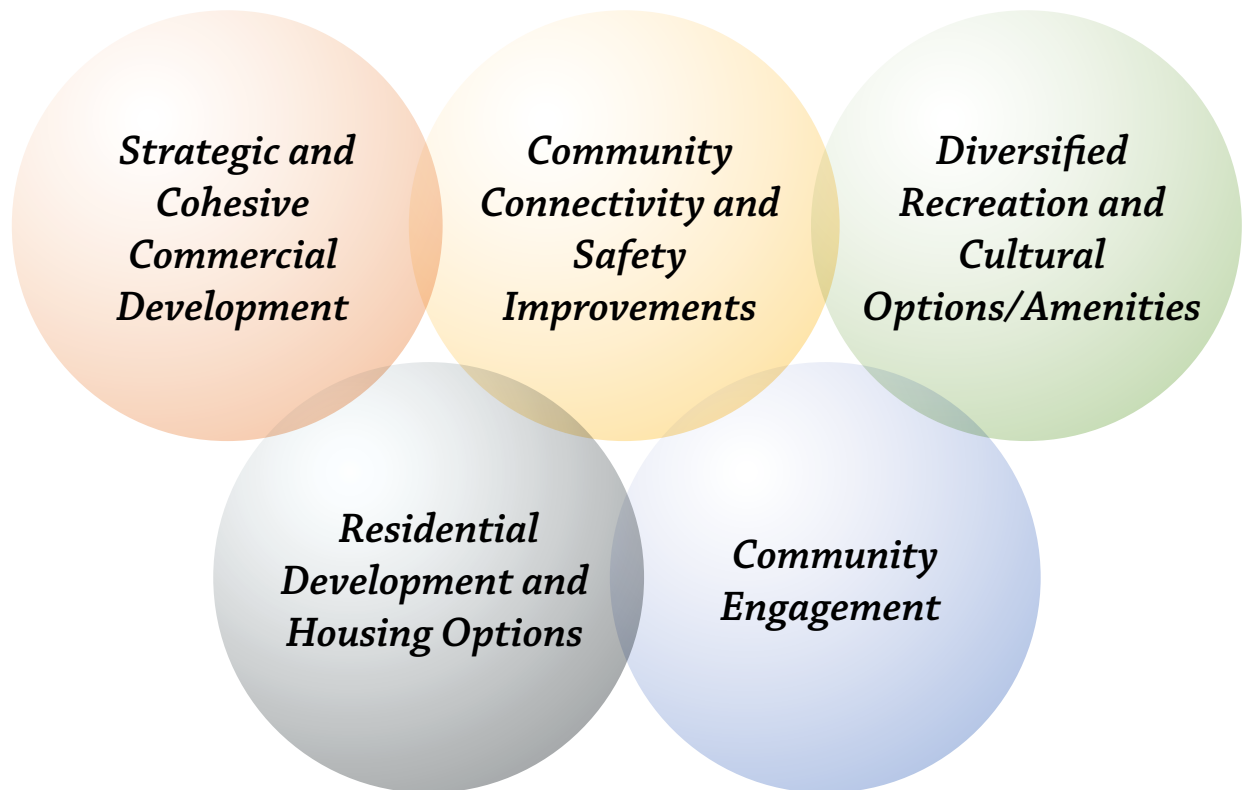 Strategic and
Cohesive
Commercial
Development
Community
Connectivity and
Safety
Improvements
Diversified
Recreation and
Cultural
Options/Amenities
Residential
Development and
Housing Options
Community
Engagement